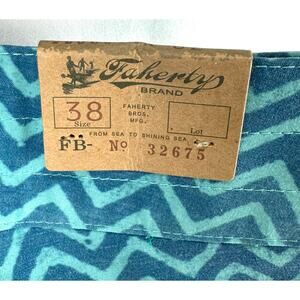 Faherty
BRAND
38
Size
FAHERTY
BROS.
MFG.
Lot
FROM SEA TO SHINING SEA
FB- Nº 32675